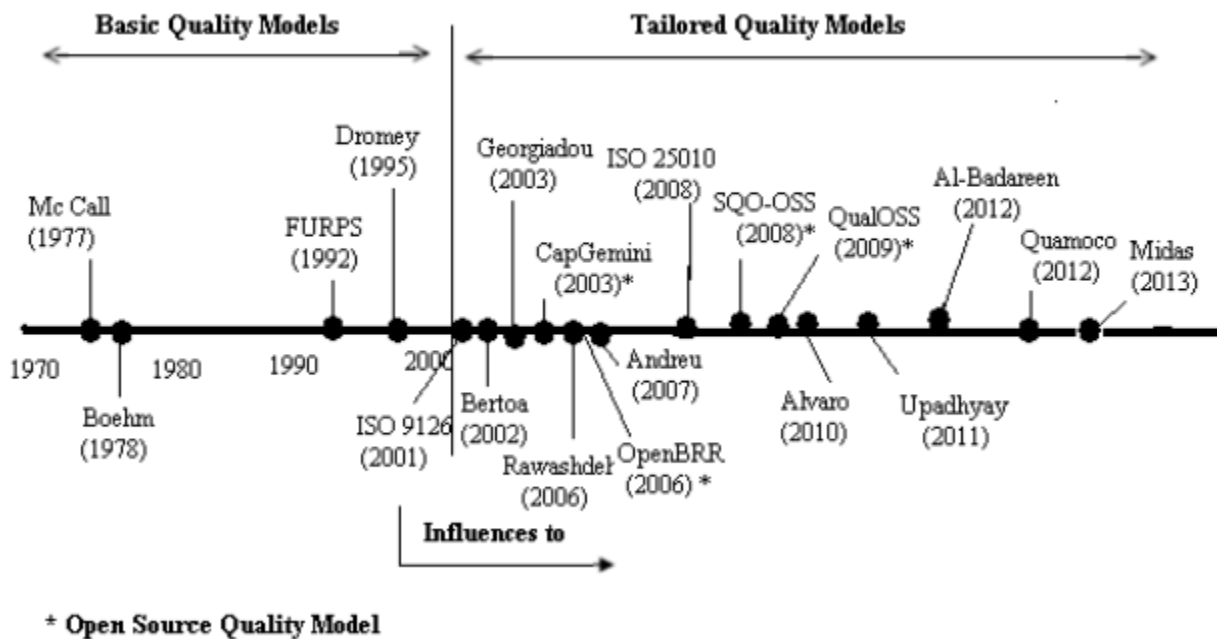 Basic Quality Models
Tailored Quality Models
Mc Call
(1977)
Boehm
(1978)
FURPS
(1992)
Dromey
(1995)
ISO 9126
(2001)
Bertoa
(2002)
Georgiadou
(2003)
CapGemini
(2003)*
Rawashdeh
(2006)
OpenBRR
(2006) *
Andreu
(2007)
ISO 25010
(2008)
SQO-OSS
(2008)*
QualOSS
(2009)*
Alvaro
(2010)
Upadhyay
(2011)
Al-Badareen
(2012)
Quamoco
(2012)
Midas
(2013)
1970
1980
1990
2000
Influences to
* Open Source Quality Model